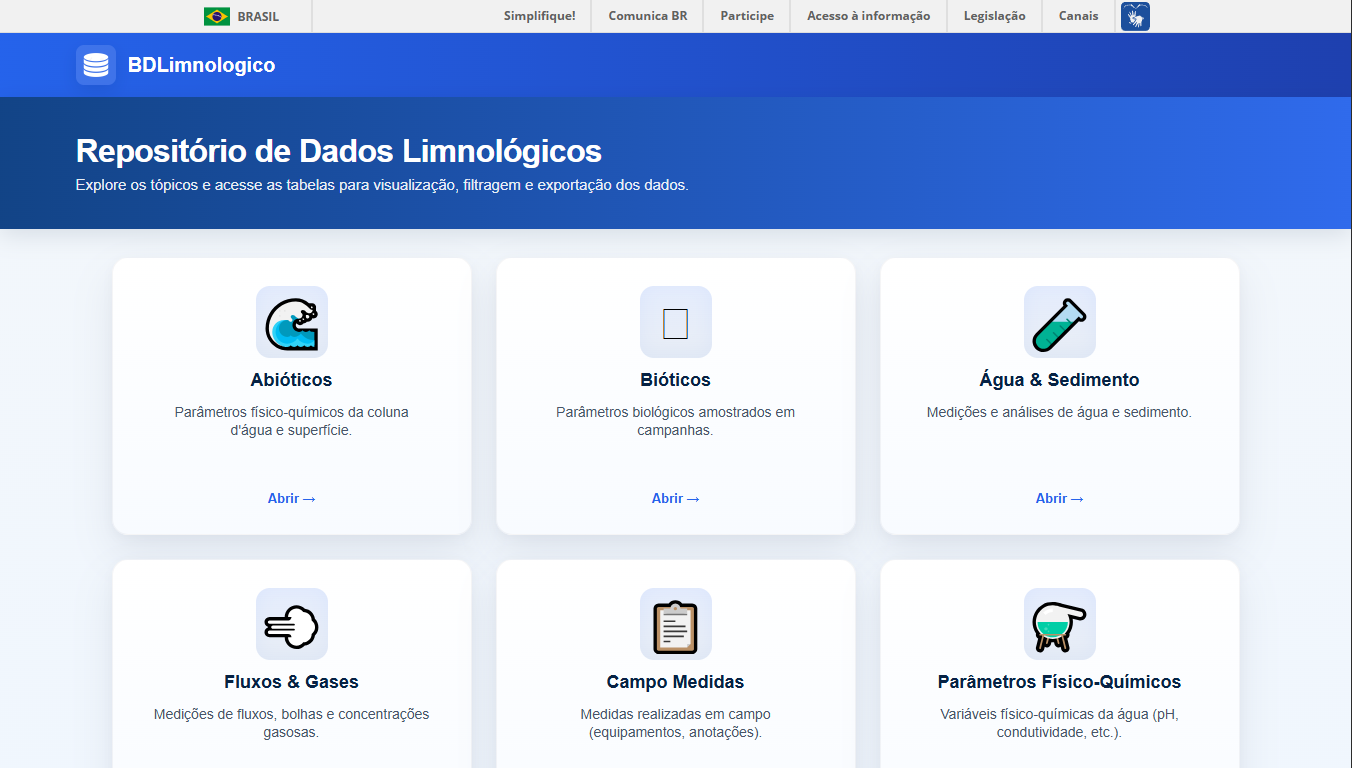 BRASIL
Simplifique!
Comunica BR
Participe
Acesso à informação
Legislação
Canais
BDLimnologico
Repositório de Dados Limnológicos
Explore os tópicos e acesse as tabelas para visualização, filtragem e exportação dos dados.
Abióticos
Parâmetros físico-químicos da coluna
d'água e superfície.
Abrir →
Bióticos
Parâmetros biológicos amostrados em
campanhas.
Abrir →
Água & Sedimento
Medições e análises de água e sedimento.
Abrir →
Fluxos & Gases
Medições de fluxos, bolhas e concentrações
gasosas.
Campo Medidas
Medidas realizadas em campo
(equipamentos, anotações).
Parâmetros Físico-Químicos
Variáveis físico-químicas da água (pH,
condutividade, etc.).